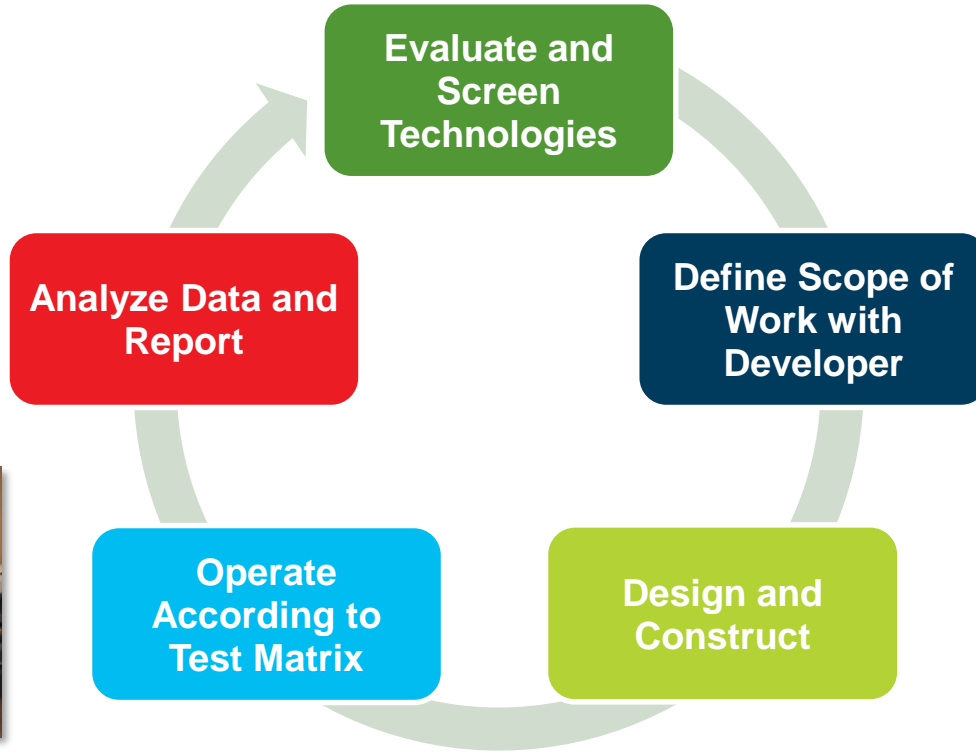 Evaluate and
Screen
Technologies
Define Scope of
Work with
Developer
Design and
Construct
Operate
According to
Test Matrix
Analyze Data and
Report